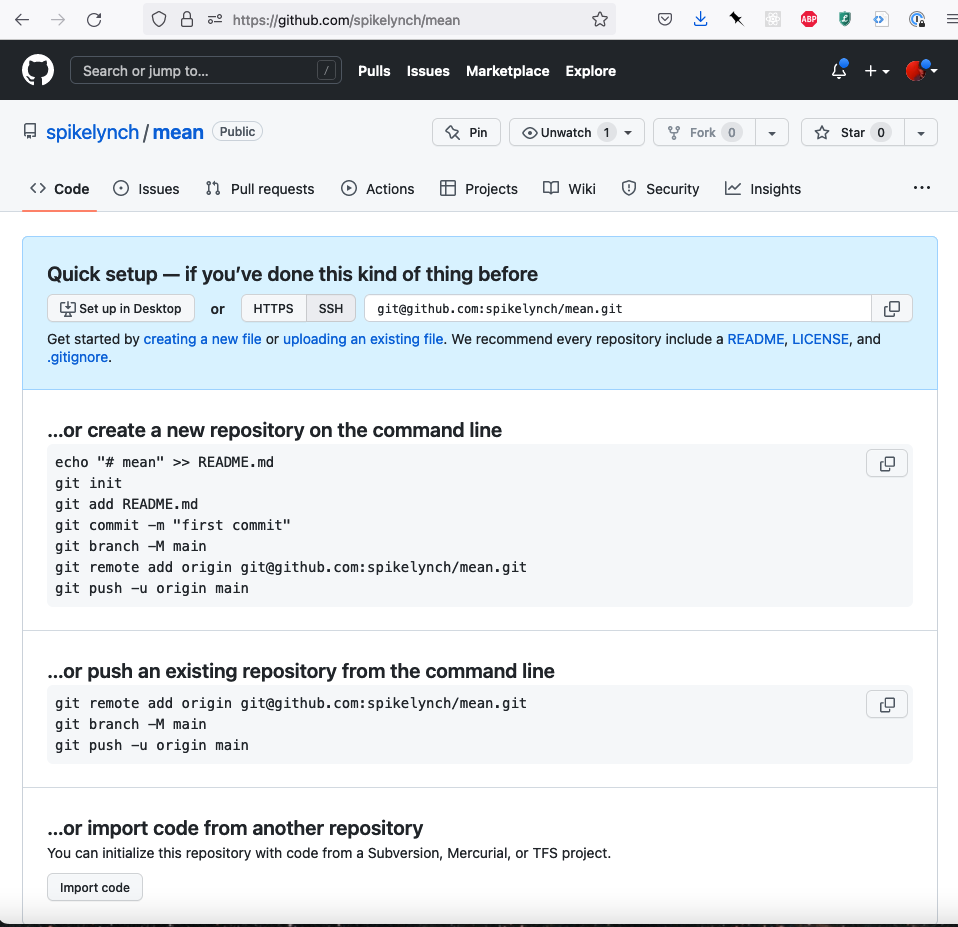 https://github.com/spikelynch/mean
ABP
Search or jump to... /
Pulls Issues Marketplace Explore
spikelynch / mean Public
Pin
Unwatch 1
Fork 0
Star 0
Code Issues Pull requests Actions Projects Wiki Security Insights
Quick setup — if you've done this kind of thing before
Set up in Desktop or HTTPS SSH git@github.com:spikelynch/mean.git
Get started by creating a new file or uploading an existing file. We recommend every repository include a README, LICENSE, and
.gitignore.
...or create a new repository on the command line
echo "# mean" >> README.md
git init
git add README.md
git commit -m "first commit"
git branch -M main
git remote add origin git@github.com:spikelynch/mean.git
git push -u origin main
...or push an existing repository from the command line
git remote add origin git@github.com:spikelynch/mean.git
git branch -M main
git push -u origin main
...or import code from another repository
You can initialize this repository with code from a Subversion, Mercurial, or TFS project.
Import code